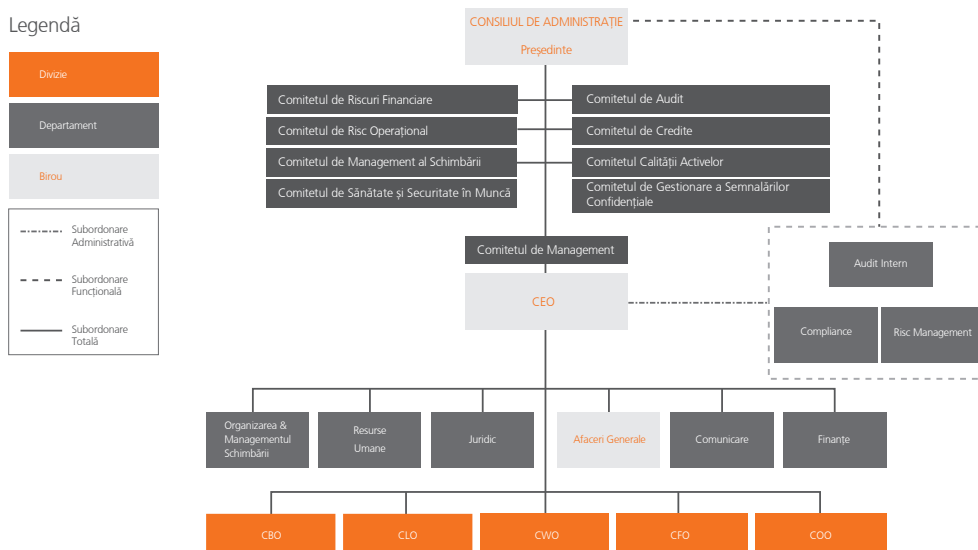 Legendă
Divizie
Departament
Birou
Subordonare
Administrativă
Subordonare
Funcțională
Subordonare
Totală
CONSILIUL DE ADMINISTRAȚIE
Președinte
Comitetul de Riscuri Financiare
Comitetul de Audit
Comitetul de Risc Operațional
Comitetul de Credite
Comitetul de Management al Schimbării
Comitetul Calității Activelor
Comitetul de Sănătate și Securitate în Muncă
Comitetul de Gestionare a Semnalărilor
Confidențiale
Comitetul de Management
CEO
Audit Intern
Compliance
Risc Management
Organizarea &
Managementul
Schimbării
Resurse
Umane
Juridic
Afaceri Generale
Comunicare
Finanțe
CBO
CLO
CWO
CFO
COO